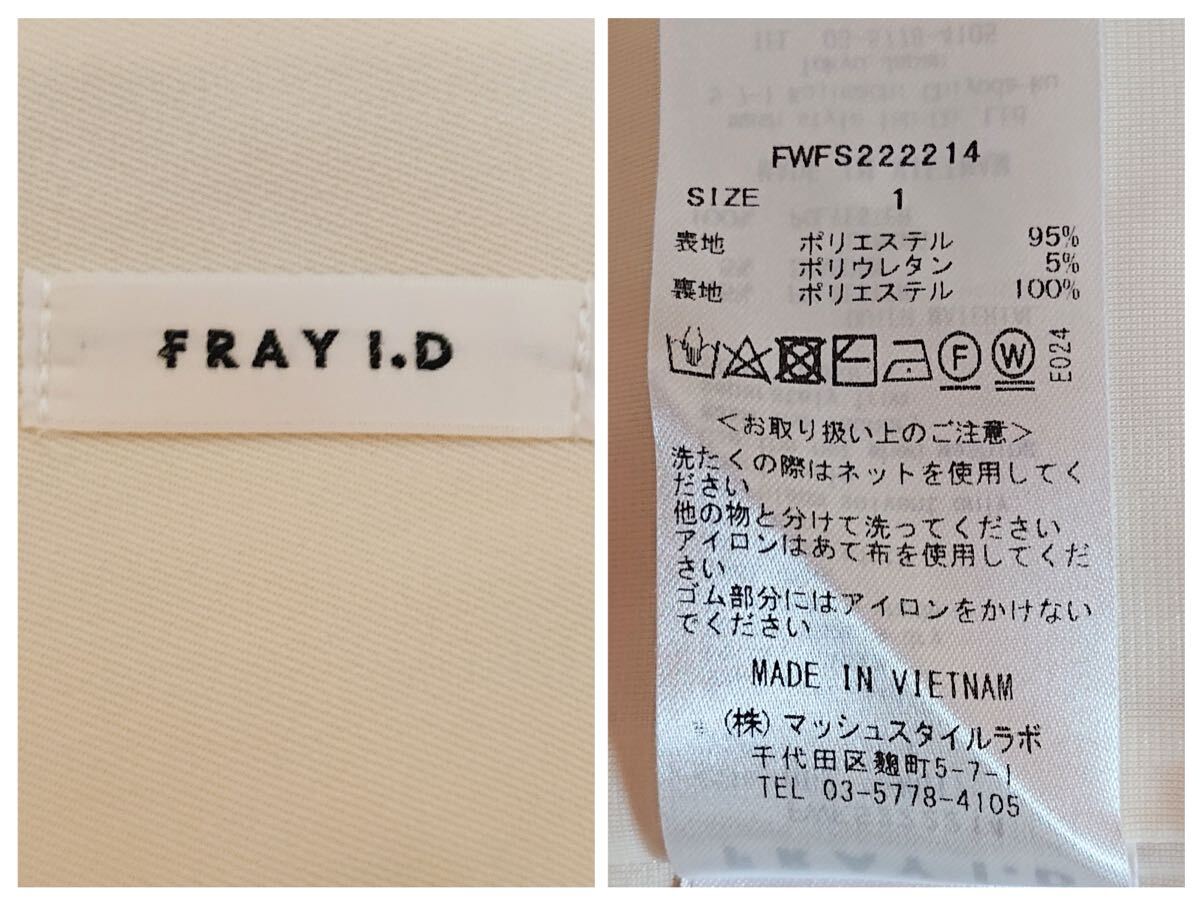 FRAY I.D
FWFS222214
SIZE 1
表地 ポリエステル 95%
ポリウレタン 5%
裏地 ポリエステル 100%
F W E024
<お取り扱い上のご注意>
洗たくの際はネットを使用してく
ださい
他の物と分けて洗ってください
アイロンはあて布を使用してくだ
さい
ゴム部分にはアイロンをかけない
でください
MADE IN VIETNAM
(株)マッシュスタイルラボ
千代田区麹町5-7-1
TEL 03-5778-4105